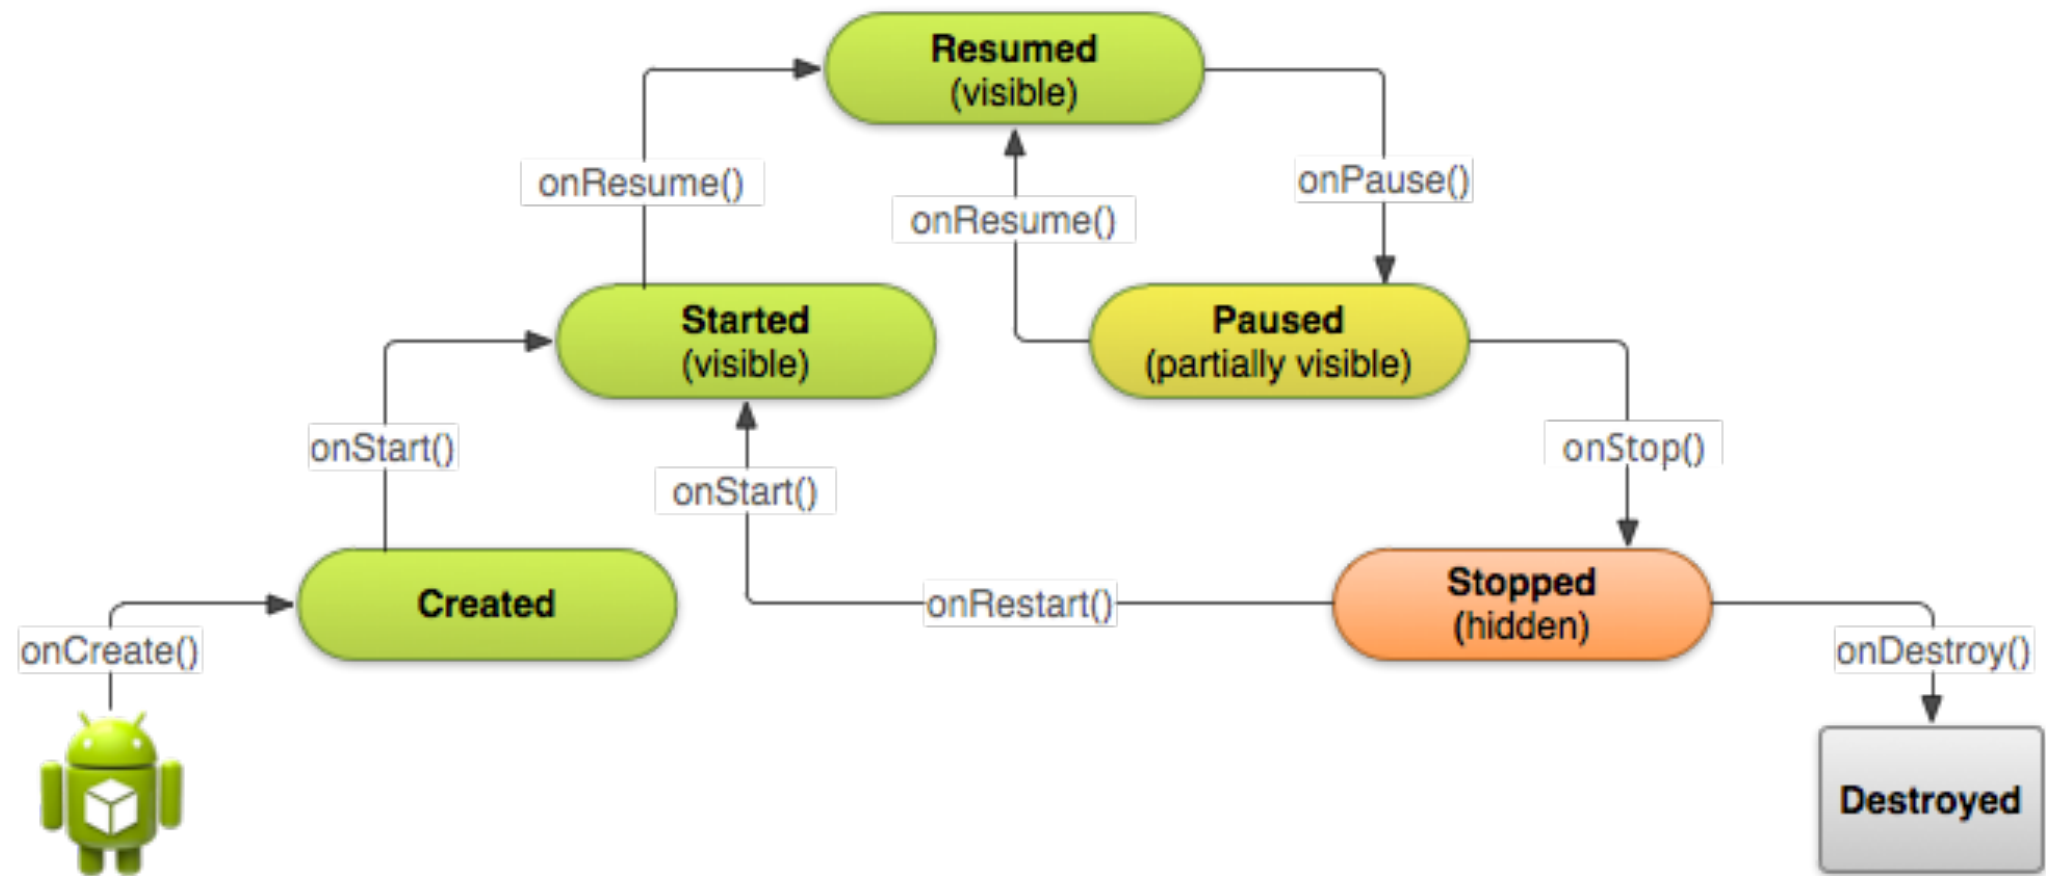 Resumed
(visible)
onResume()
onPause()
onResume()
Started
(visible)
Paused
(partially visible)
onStart()
onStop()
onStart()
Created
onRestart()
Stopped
(hidden)
onCreate()
onDestroy()
Destroyed